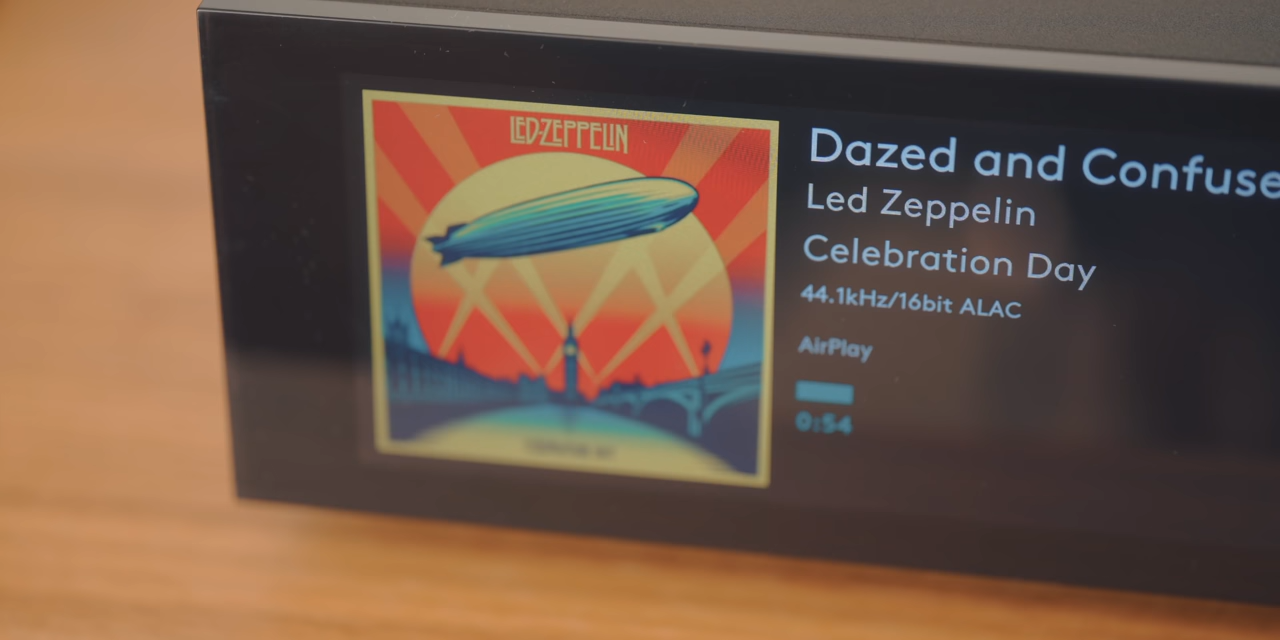 LED-ZEPPELIN
Dazed and Confuse
Led Zeppelin
Celebration Day
44.1kHz/16bit ALAC
AirPlay
0:54